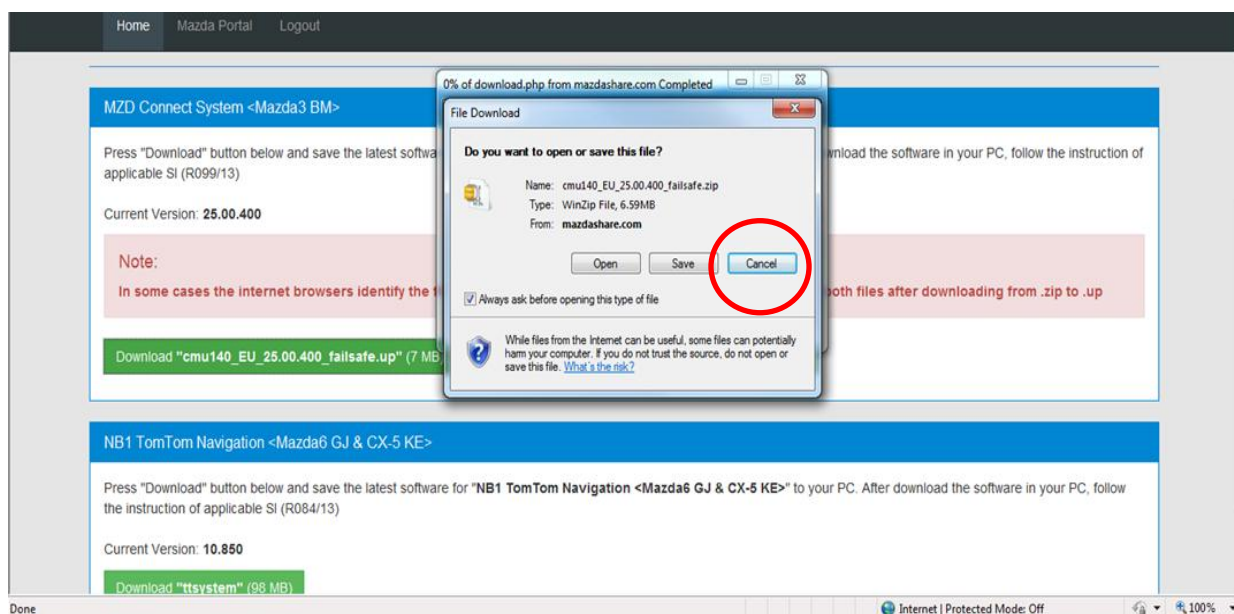 Home Mazda Portal Logout
0% of download.php from mazdashare.com Completed
MZD Connect System <Mazda3 BM>
File Download
Press "Download" button below and save the latest softwa
wnload the software in your PC, follow the instruction of
applicable SI (R099/13)
Do you want to open or save this file?
Name: cmu140_EU_25.00.400_failsafe.zip
Type: WinZip File, 6.59MB
From: mazdashare.com
Current Version: 25.00.400
Open Save Cancel
Note:
In some cases the internet browsers identify the f
oth files after downloading from .zip to .up
Always ask before opening this type of file
While files from the Internet can be useful, some files can potentially
harm your computer. If you do not trust the source, do not open or
save this file. What's the risk?
Download "cmu140_EU_25.00.400_failsafe.up" (7 MB
NB1 TomTom Navigation <Mazda6 GJ & CX-5 KE>
Press "Download" button below and save the latest software for "NB1 TomTom Navigation <Mazda6 GJ & CX-5 KE>" to your PC. After download the software in your PC, follow
the instruction of applicable SI (R084/13)
Current Version: 10.850
Download "ttsystem" (98 MB)
Done Internet | Protected Mode: Off 100%